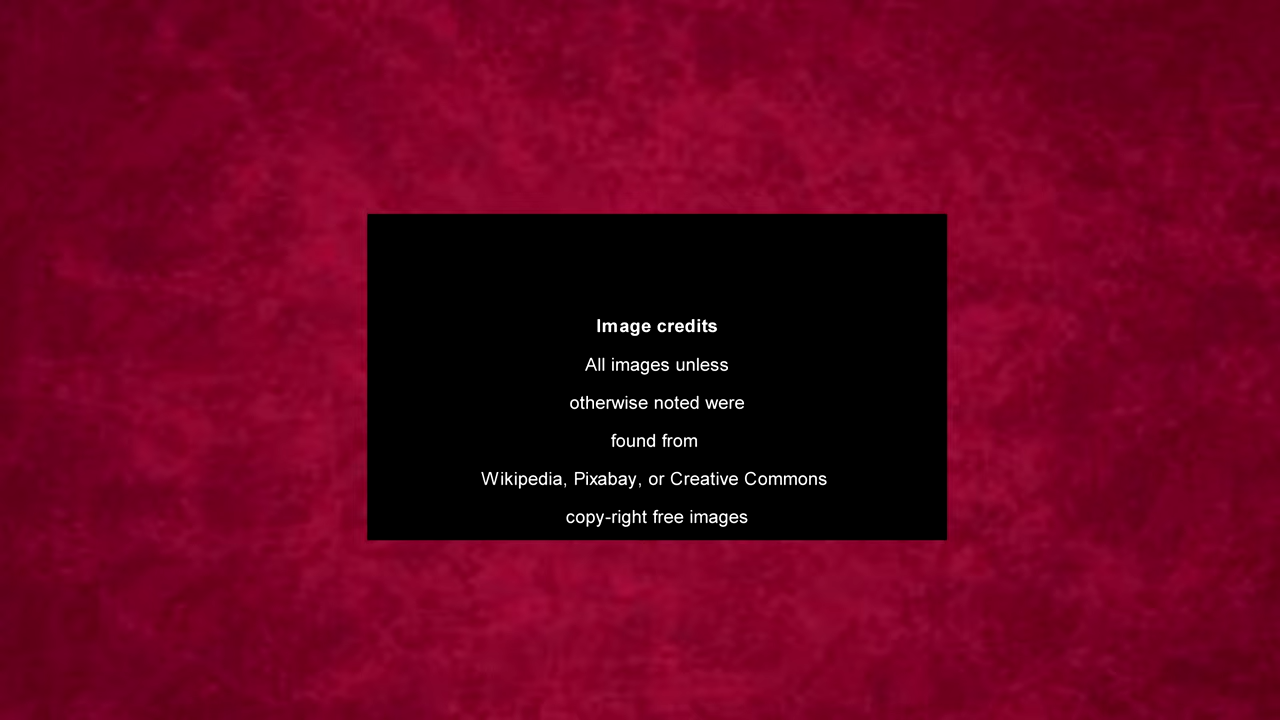 Image credits
All images unless
otherwise noted were
found from
Wikipedia, Pixabay, or Creative Commons
copy-right free images